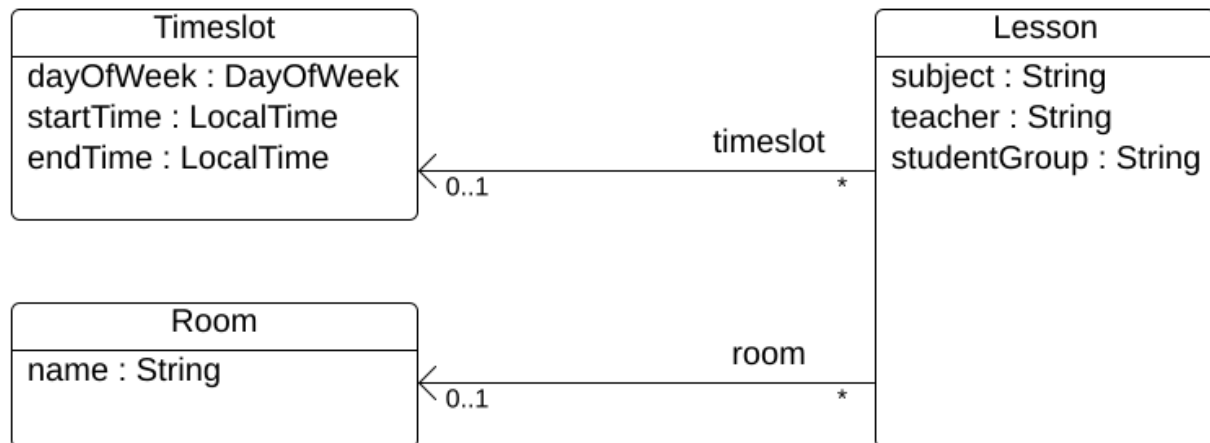 Timeslot
dayOfWeek : DayOfWeek
startTime : LocalTime
endTime : LocalTime
timeslot
0..1
*
Lesson
subject : String
teacher : String
studentGroup : String
Room
name : String
room
0..1
*